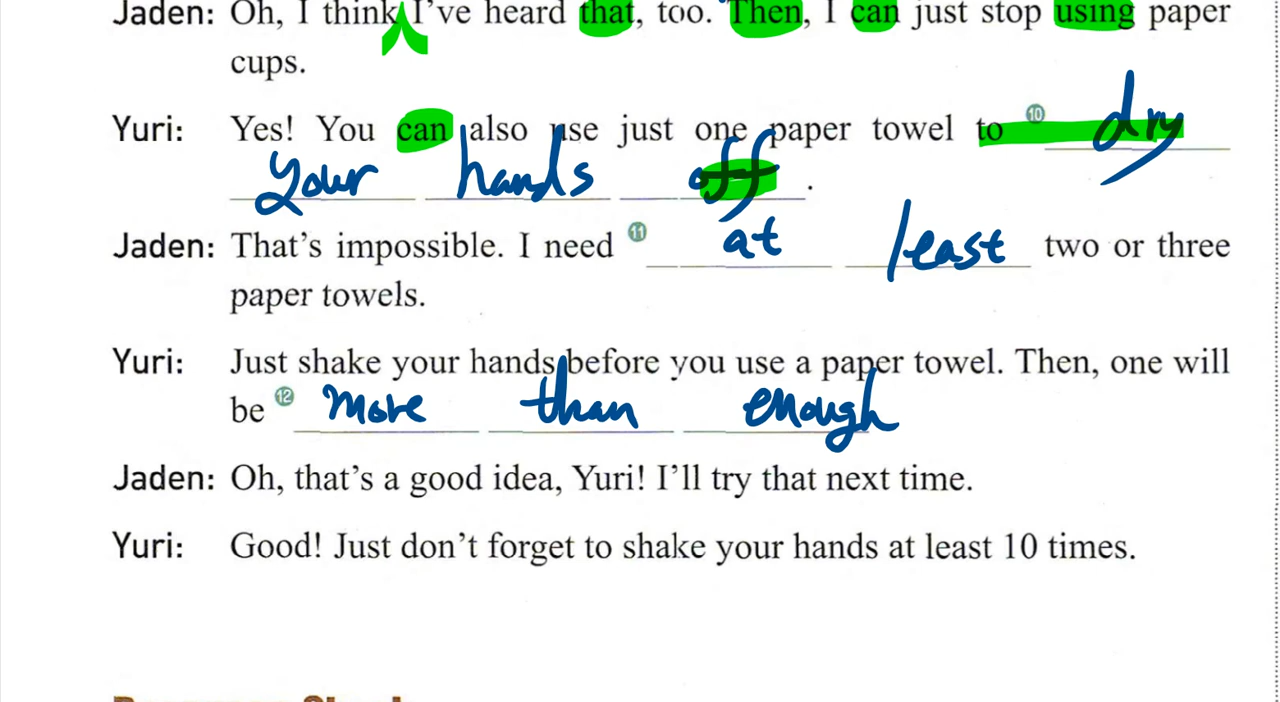 Jaden: Oh, I think I've heard that, too. Then, I can just stop using paper
cups.
Yuri: Yes! You can also use just one paper towel to ⑩ dry
your hands off.
Jaden: That's impossible. I need ⑪ at least two or three
paper towels.
Yuri: Just shake your hands before you use a paper towel. Then, one will
be ⑫ more than enough
Jaden: Oh, that's a good idea, Yuri! I'll try that next time.
Yuri: Good! Just don't forget to shake your hands at least 10 times.